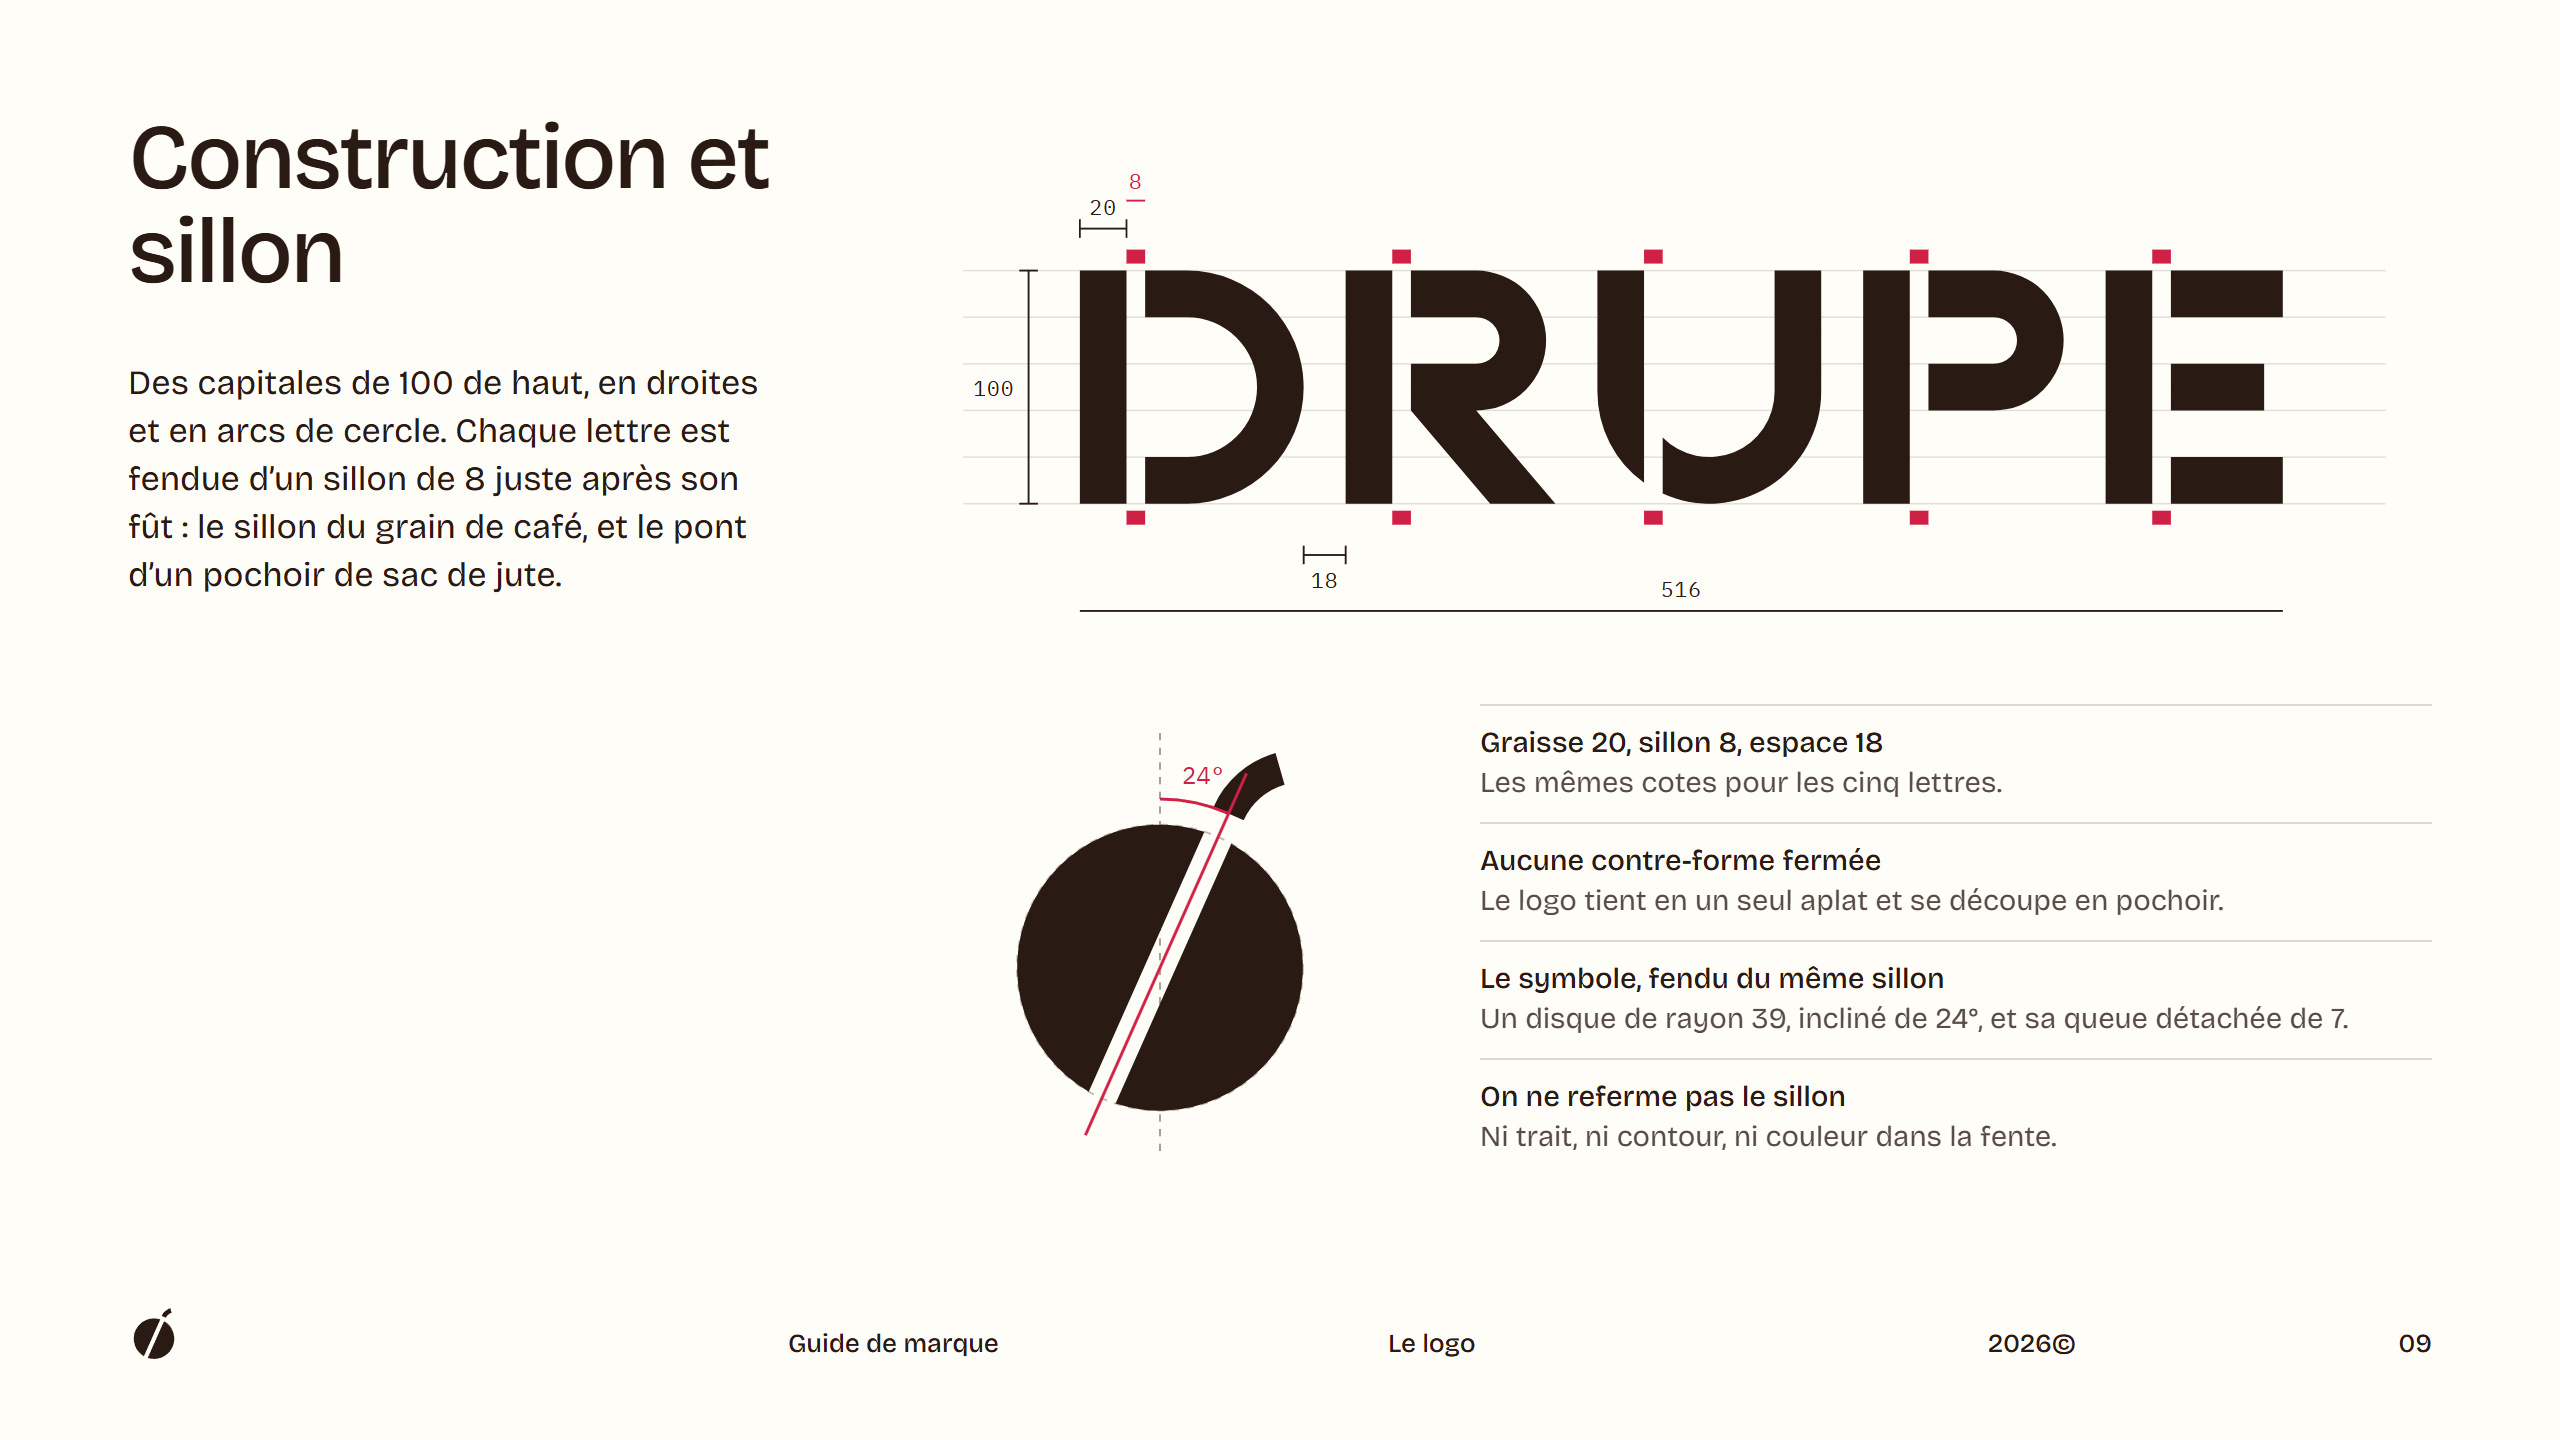 Construction et
sillon
Des capitales de 100 de haut, en droites
et en arcs de cercle. Chaque lettre est
fendue d’un sillon de 8 juste après son
fût : le sillon du grain de café, et le pont
d’un pochoir de sac de jute.
8
20
DRUPE
100
18
516
24°
Graisse 20, sillon 8, espace 18
Les mêmes cotes pour les cinq lettres.
Aucune contre-forme fermée
Le logo tient en un seul aplat et se découpe en pochoir.
Le symbole, fendu du même sillon
Un disque de rayon 39, incliné de 24°, et sa queue détachée de 7.
On ne referme pas le sillon
Ni trait, ni contour, ni couleur dans la fente.
Guide de marque
Le logo
2026©
09